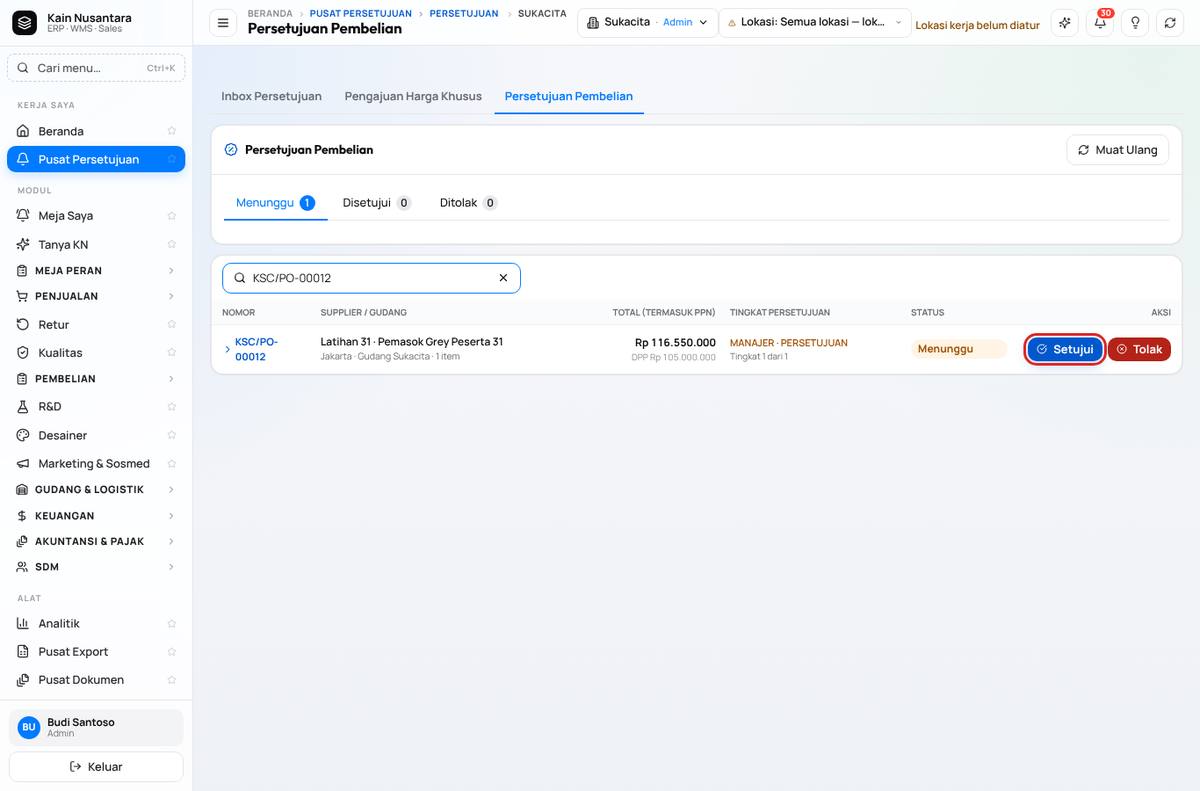 Kain Nusantara
ERP · WMS · Sales
Cari menu...
Ctrl+K
KERJA SAYA
Beranda
Pusat Persetujuan
MODUL
Meja Saya
Tanya KN
MEJA PERAN
PENJUALAN
Retur
Kualitas
PEMBELIAN
R&D
Desainer
Marketing & Sosmed
GUDANG & LOGISTIK
KEUANGAN
AKUNTANSI & PAJAK
SDM
ALAT
Analitik
Pusat Export
Pusat Dokumen
BU
Budi Santoso
Admin
Keluar
BERANDA › PUSAT PERSETUJUAN › PERSETUJUAN › SUKACITA
Persetujuan Pembelian
Sukacita · Admin
Lokasi: Semua lokasi — lok...
Lokasi kerja belum diatur
30
Inbox Persetujuan
Pengajuan Harga Khusus
Persetujuan Pembelian
Persetujuan Pembelian
Muat Ulang
Menunggu 1
Disetujui 0
Ditolak 0
KSC/PO-00012
NOMOR
SUPPLIER / GUDANG
TOTAL (TERMASUK PPN)
TINGKAT PERSETUJUAN
STATUS
AKSI
KSC/PO-
00012
Latihan 31 · Pemasok Grey Peserta 31
Jakarta · Gudang Sukacita · 1 item
Rp 116.550.000
DPP Rp 105.000.000
MANAJER · PERSETUJUAN
Tingkat 1 dari 1
Menunggu
Setujui
Tolak